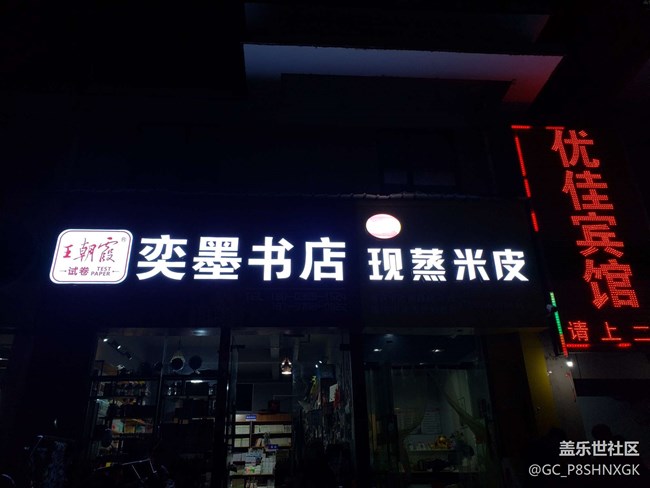 王朝霞®
试卷 TEST PAPER
奕墨书店
现蒸米皮
优佳宾馆
请上二
盖乐世社区
@GC_P8SHNXGK